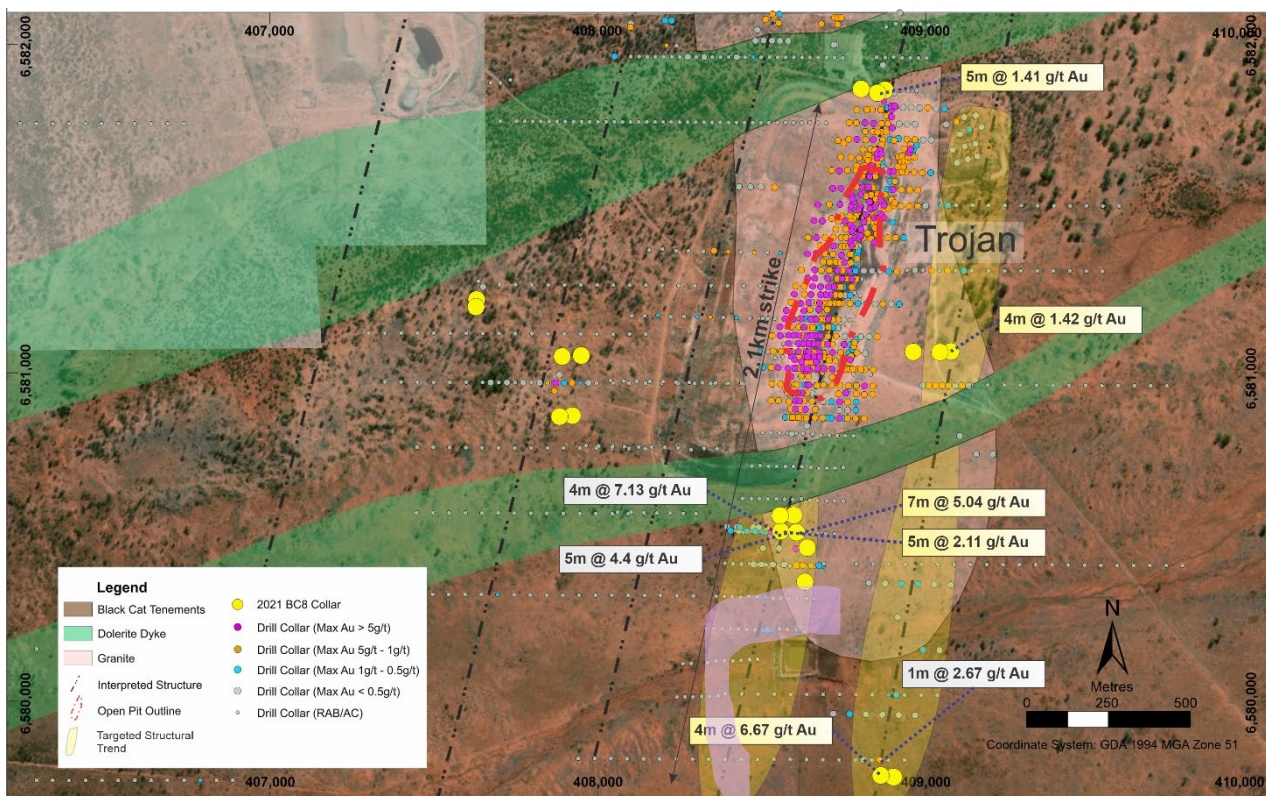 407,000
408,000
409,000
410,000
6,582,000
6,582,000
5m @ 1.41 g/t Au
Trojan
2.1km strike
4m @ 1.42 g/t Au
6,581,000
6,581,000
4m @ 7.13 g/t Au
7m @ 5.04 g/t Au
5m @ 4.4 g/t Au
5m @ 2.11 g/t Au
Legend
Black Cat Tenements
Dolerite Dyke
Granite
Interpreted Structure
Open Pit Outline
Targeted Structural
Trend
2021 BC8 Collar
Drill Collar (Max Au > 5g/t)
Drill Collar (Max Au 5g/t - 1g/t)
Drill Collar (Max Au 1g/t - 0.5g/t)
Drill Collar (Max Au < 0.5g/t)
Drill Collar (RAB/AC)
N
1m @ 2.67 g/t Au
Metres
0 250 500
4m @ 6.67 g/t Au
Coordinate System: GDA 1994 MGA Zone 51
6,580,000
6,580,000
407,000
408,000
409,000
410,000